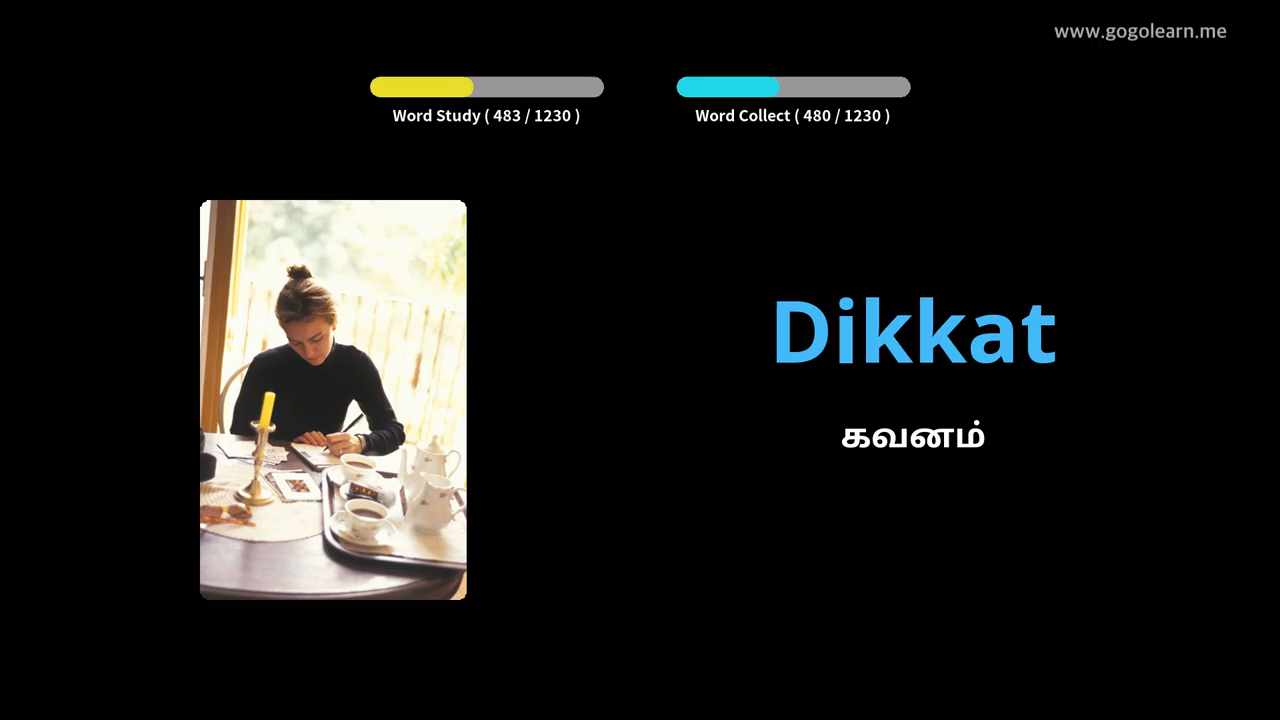 www.gogolearn.me
Word Study ( 483 / 1230 )
Word Collect ( 480 / 1230 )
Dikkat
கவனம்